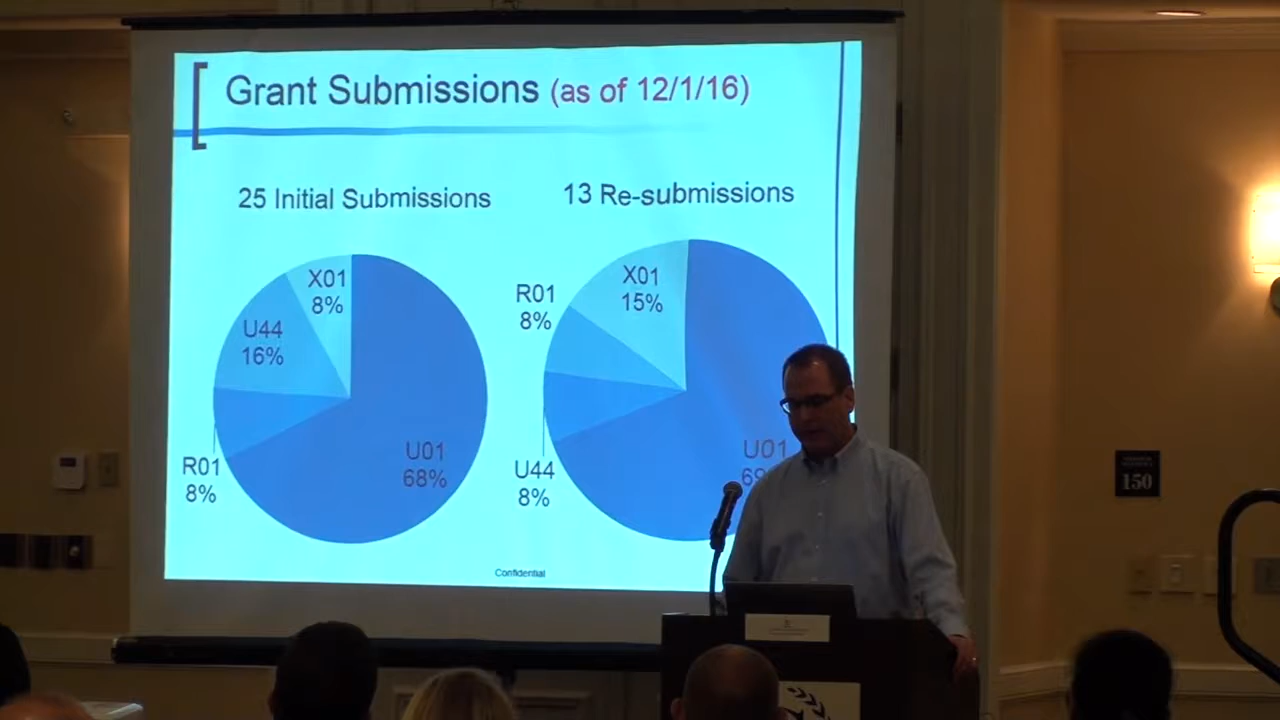 Grant Submissions (as of 12/1/16)
25 Initial Submissions
13 Re-submissions
X01
8%
U44
16%
R01
8%
U01
68%
X01
15%
R01
8%
U44
8%
U01
Confidential
150